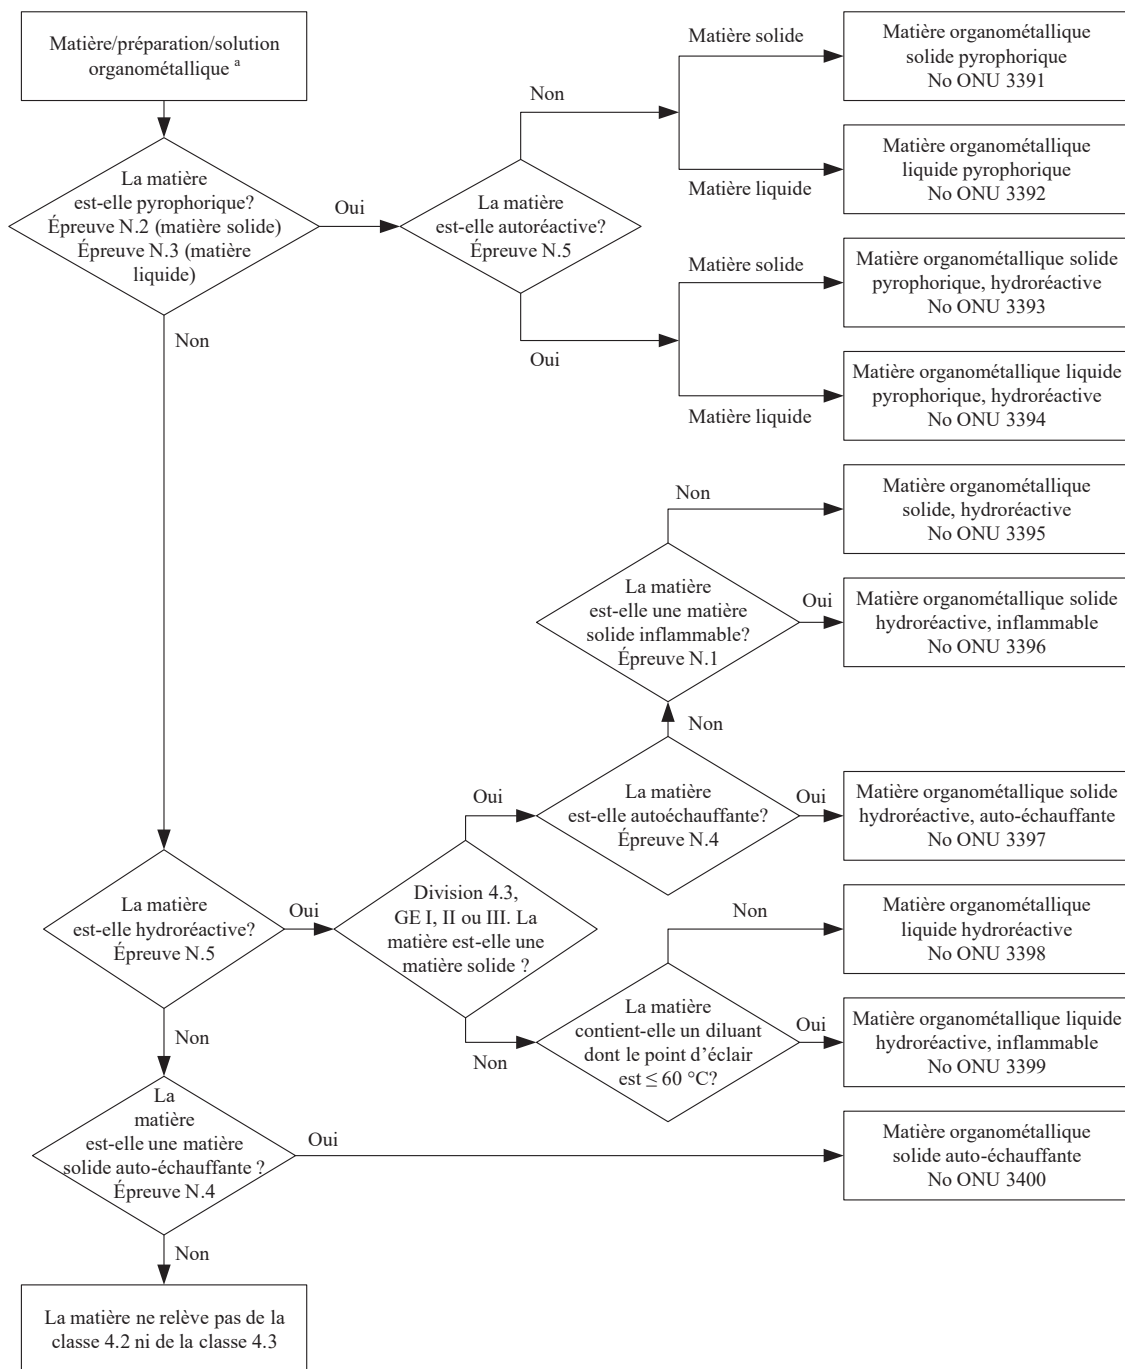 Matière/préparation/solution
organométallique a
La matière
est-elle pyrophorique?
Épreuve N.2 (matière solide)
Épreuve N.3 (matière
liquide)
Oui
Non
La matière
est-elle autoréactive?
Épreuve N.5
Non
Oui
Matière solide
Matière organométallique
solide pyrophorique
No ONU 3391
Matière liquide
Matière organométallique
liquide pyrophorique
No ONU 3392
Matière solide
Matière organométallique solide
pyrophorique, hydroréactive
No ONU 3393
Matière liquide
Matière organométallique liquide
pyrophorique, hydroréactive
No ONU 3394
Non
Matière organométallique
solide, hydroréactive
No ONU 3395
La matière
est-elle une matière
solide inflammable?
Épreuve N.1
Oui
Matière organométallique solide
hydroréactive, inflammable
No ONU 3396
Non
La matière
est-elle autoéchauffante?
Épreuve N.4
Oui
Matière organométallique solide
hydroréactive, auto-échauffante
No ONU 3397
Oui
La matière
est-elle hydroréactive?
Épreuve N.5
Oui
Division 4.3,
GE I, II ou III. La
matière est-elle une
matière solide ?
Non
Matière organométallique
liquide hydroréactive
No ONU 3398
Non
La matière
contient-elle un diluant
dont le point d’éclair
est ≤ 60 °C?
Oui
Matière organométallique liquide
hydroréactive, inflammable
No ONU 3399
Non
La
matière
est-elle une matière
solide auto-échauffante ?
Épreuve N.4
Oui
Matière organométallique
solide auto-échauffante
No ONU 3400
Non
La matière ne relève pas de la
classe 4.2 ni de la classe 4.3